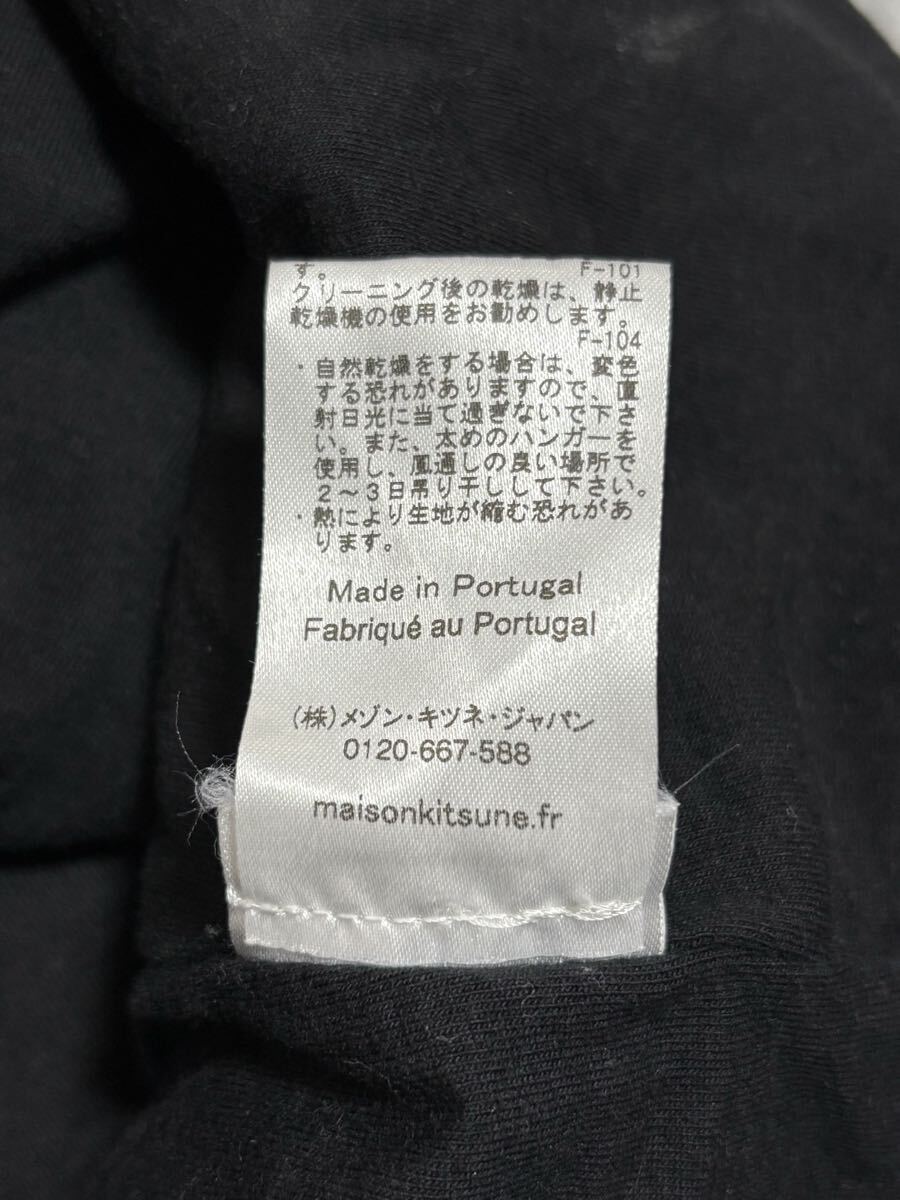 す。
F-101
クリーニング後の乾燥は、静止
乾燥機の使用をお勧めします。
F-104
・自然乾燥をする場合は、変色
する恐れがありますので、直
射日光に当て過ぎないで下さ
い。また、太めのハンガーを
使用し、風通しの良い場所で
2～3日吊り干しして下さい。
・熱により生地が縮む恐れがあ
ります。
Made in Portugal
Fabriqué au Portugal
(株)メゾン・キツネ・ジャパン
0120-667-588
maisonkitsune.fr